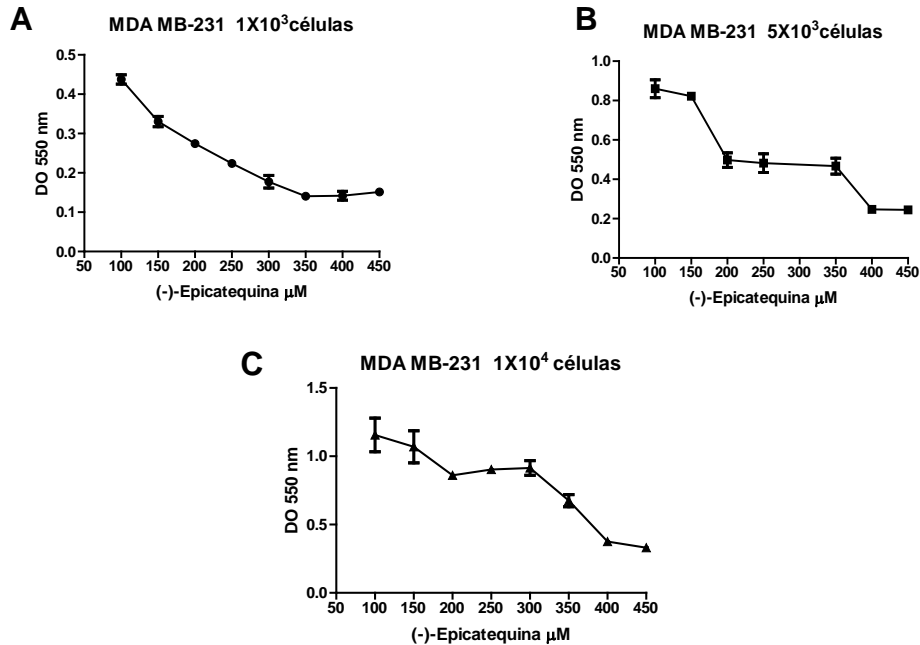 A
MDA MB-231 1X10³células
DO 550 nm
0.5
0.4
0.3
0.2
0.1
0.0
50 100 150 200 250 300 350 400 450
(-)-Epicatequina μM
B
MDA MB-231 5X10³células
DO 550 nm
1.0
0.8
0.6
0.4
0.2
0.0
50 100 150 200 250 300 350 400 450
(-)-Epicatequina μM
C
MDA MB-231 1X10⁴ células
DO 550 nm
1.5
1.0
0.5
0.0
50 100 150 200 250 300 350 400 450
(-)-Epicatequina μM